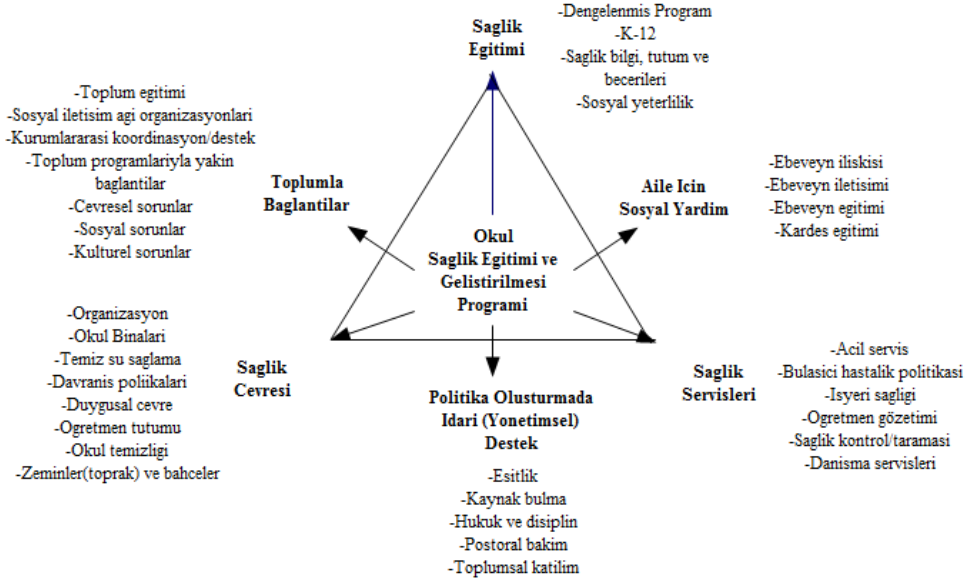 Saglik
Egitimi
-Dengelenmis Program
-K-12
-Saglik bilgi, tutum ve
becerileri
-Sosyal yeterlilik
-Toplum egitimi
-Sosyal iletisim agi organizasyonlari
-Kurumlararasi koordinasyon/destek
-Toplum programlariyla yakin
baglantilar
-Cevresel sorunlar
-Sosyal sorunlar
-Kulturel sorunlar
Toplumla
Baglantilar
Aile Icin
Sosyal Yardim
-Ebeveyn iliskisi
-Ebeveyn iletisimi
-Ebeveyn egitimi
-Kardes egitimi
Okul
Saglik Egitimi ve
Gelistirilmesi
Programi
-Organizasyon
-Okul Binalari
-Temiz su saglama
-Davranis poliikalari
-Duygusal cevre
-Ogretmen tutumu
-Okul temizligi
-Zeminler(toprak) ve bahceler
Saglik
Cevresi
Politika Olusturmada
Idari (Yonetimsel)
Destek
-Esitlik
-Kaynak bulma
-Hukuk ve disiplin
-Postoral bakim
-Toplumsal katilim
Saglik
Servisleri
-Acil servis
-Bulasici hastalik politikasi
-Isyeri sagligi
-Ogretmen gözetimi
-Saglik kontrol/taramasi
-Danisma servisleri